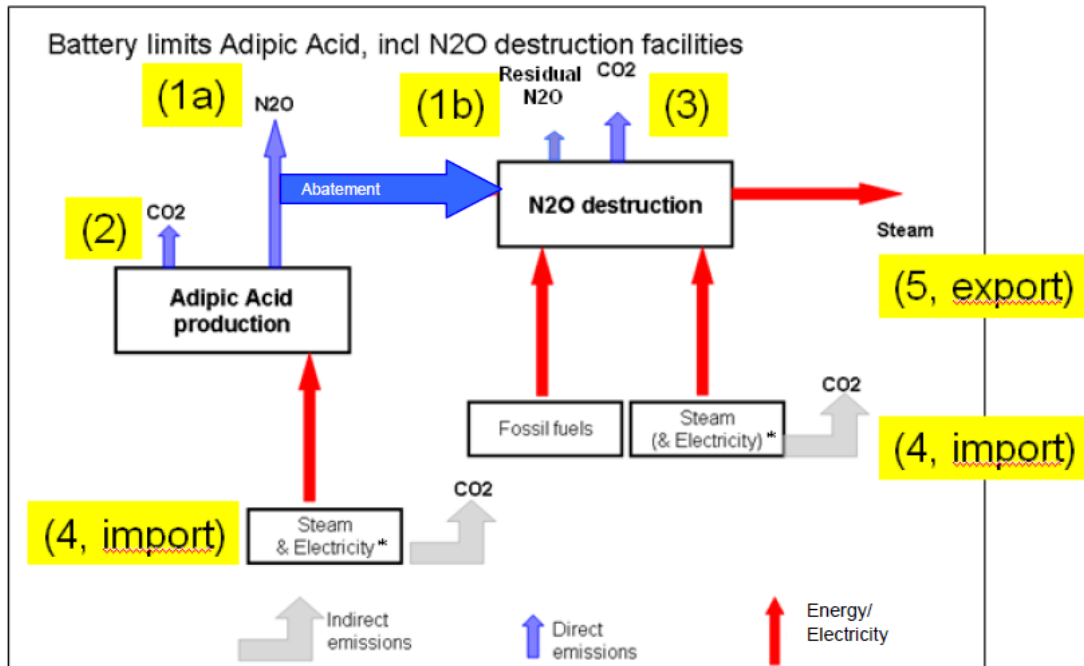 Battery limits Adipic Acid, incl N2O destruction facilities
(1a)
N2O
(1b)
Residual
N2O
CO2
(3)
Abatement
N2O destruction
Steam
(2)
CO2
Adipic Acid
production
(5, export)
CO2
Fossil fuels
Steam
(& Electricity) *
(4, import)
CO2
(4, import)
Steam
& Electricity *
Indirect
emissions
Direct
emissions
Energy/
Electricity